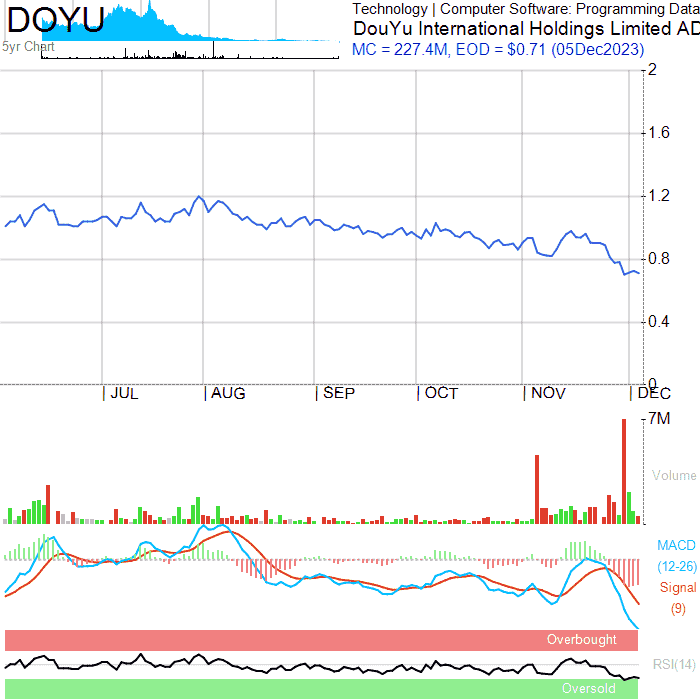 DOYU
5yr Chart
Technology | Computer Software: Programming Data
DouYu International Holdings Limited AD
MC = 227.4M, EOD = $0.71 (05Dec2023)
2
1.6
1.2
0.8
0.4
0
| JUL | AUG | SEP | OCT | NOV | DEC
7M
Volume
MACD
(12-26)
Signal
(9)
Overbought
RSI(14)
Oversold